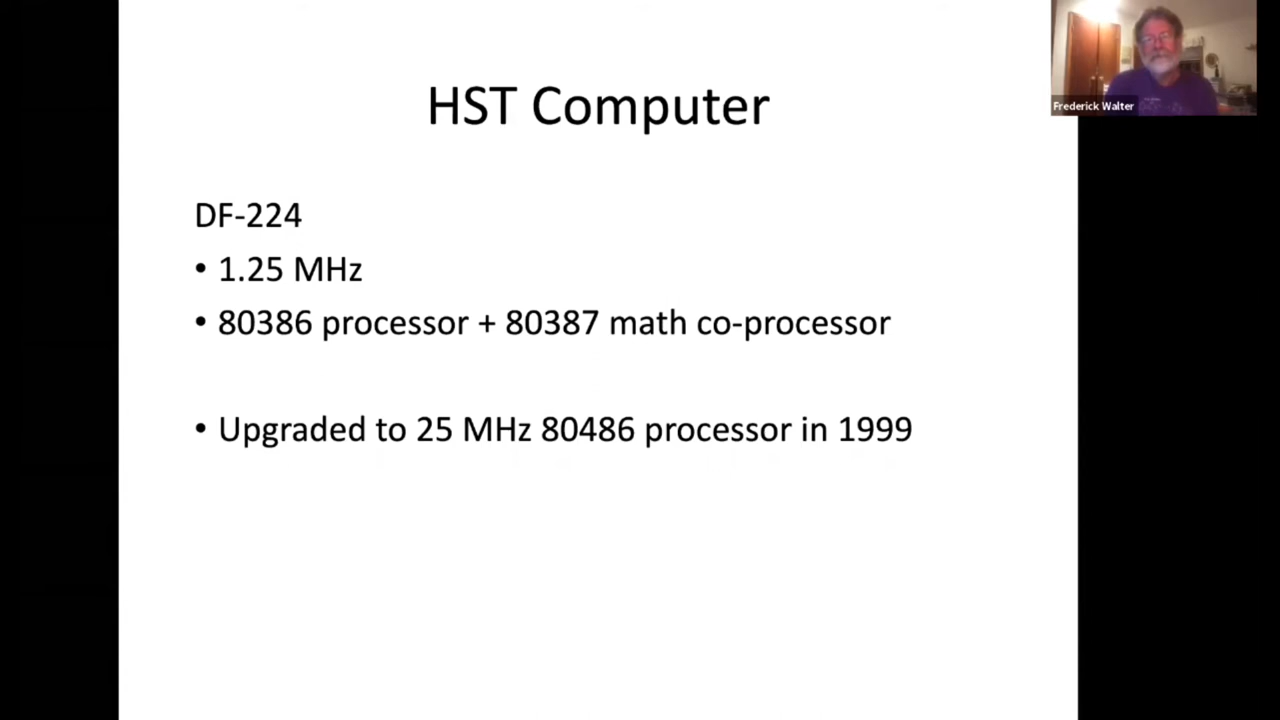 HST Computer
Frederick Walter
DF-224
• 1.25 MHz
• 80386 processor + 80387 math co-processor
• Upgraded to 25 MHz 80486 processor in 1999